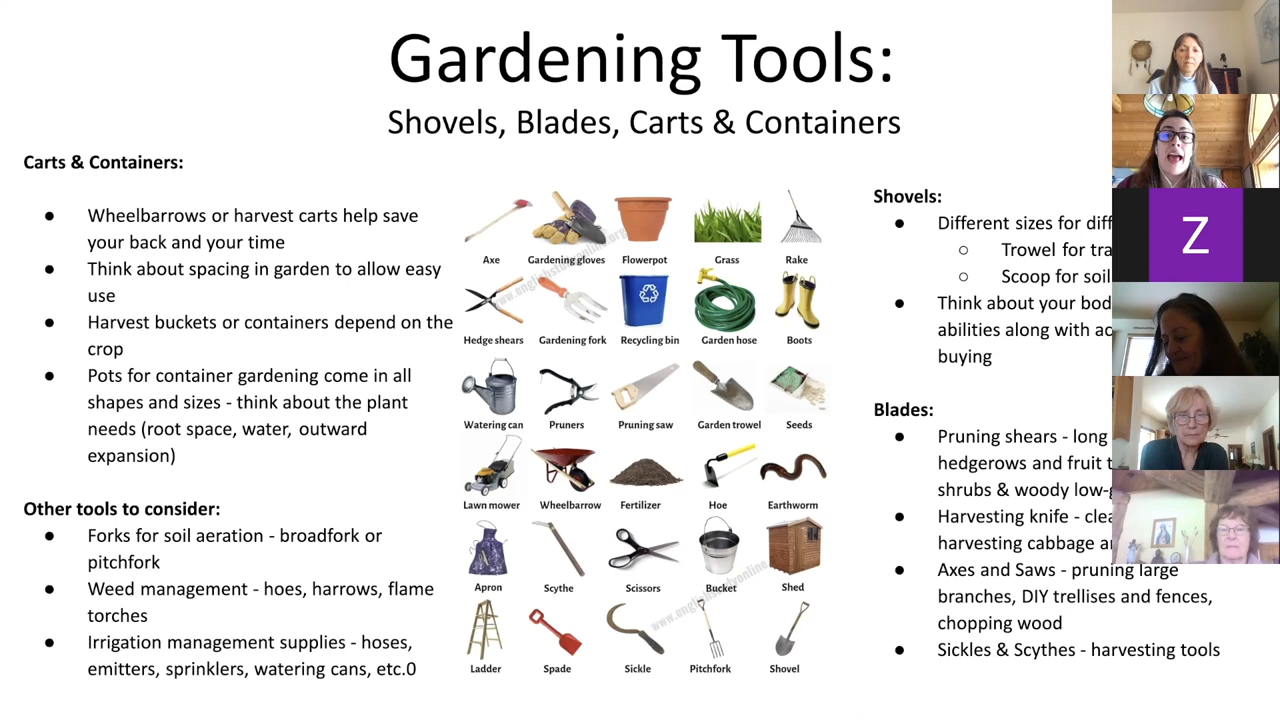 Gardening Tools:
Shovels, Blades, Carts & Containers
Carts & Containers:
● Wheelbarrows or harvest carts help save
your back and your time
● Think about spacing in garden to allow easy
use
● Harvest buckets or containers depend on the
crop
● Pots for container gardening come in all
shapes and sizes - think about the plant
needs (root space, water, outward
expansion)
Other tools to consider:
● Forks for soil aeration - broadfork or
pitchfork
● Weed management - hoes, harrows, flame
torches
● Irrigation management supplies - hoses,
emitters, sprinklers, watering cans, etc.0
Axe Gardening gloves Flowerpot Grass Rake
Hedge shears Gardening fork Recycling bin Garden hose Boots
Watering can Pruners Pruning saw Garden trowel Seeds
Lawn mower Wheelbarrow Fertilizer Hoe Earthworm
Apron Scythe Scissors Bucket Shed
Ladder Spade Sickle Pitchfork Shovel
www.englishstudyonline.org
www.englishstudyonline.
Shovels:
● Different sizes for
○ Trowel for
○ Scoop for soil
● Think about your
abilities along with
buying
Blades:
● Pruning shears - long
hedgerows and fruit
shrubs & woody
● Harvesting knife -
harvesting cabbage
● Axes and Saws - pruning large
branches, DIY trellises and fences,
chopping wood
● Sickles & Scythes - harvesting tools
Z